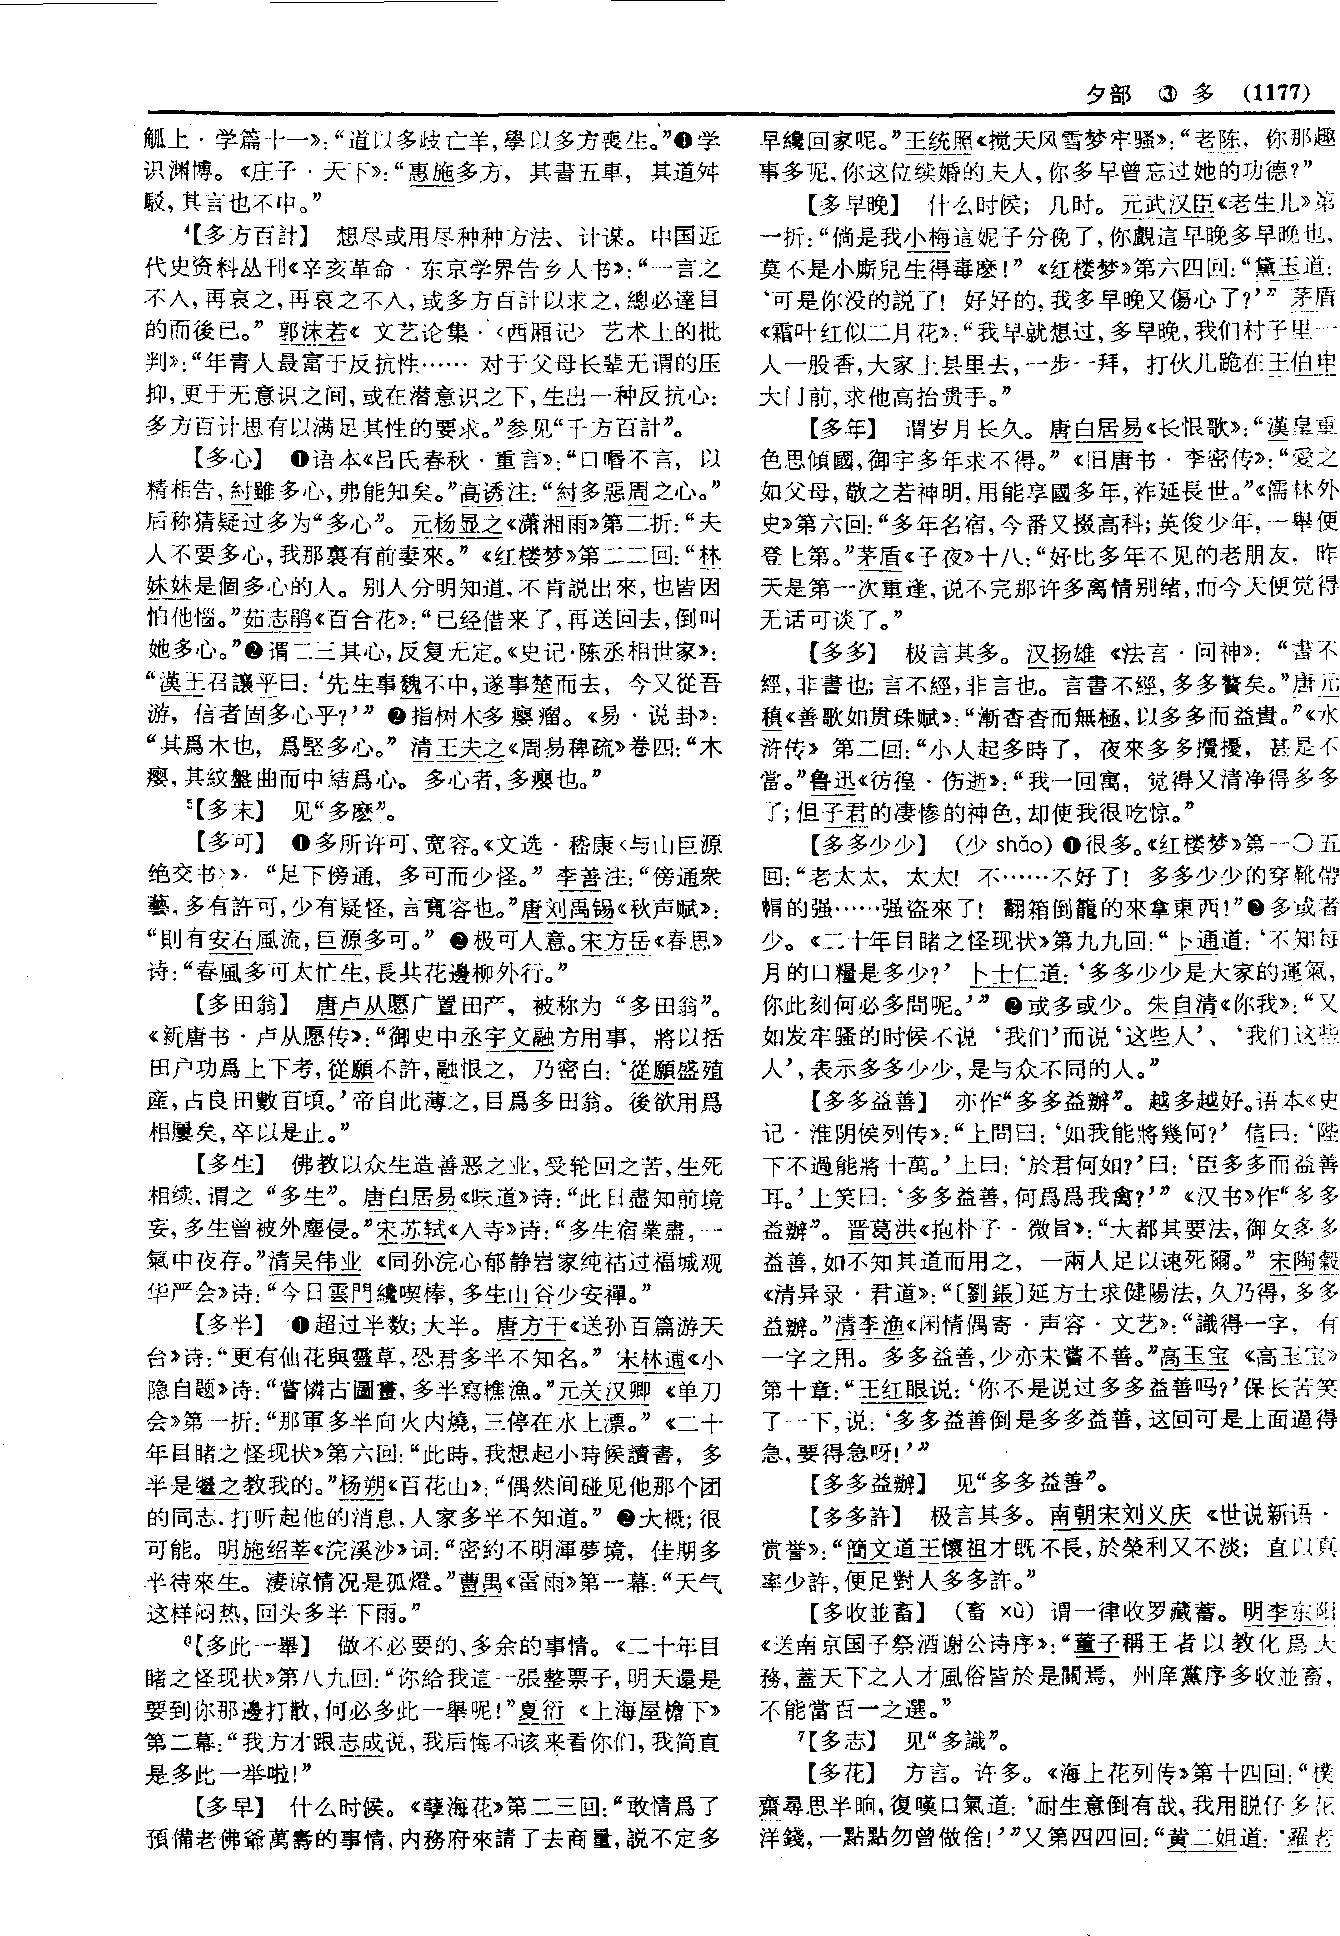 夕部 ③ 多 (1177)
觚上·学篇十一》：“道以多歧亡羊，學以多方喪生。”❶学
识渊博。《庄子·天下》：“惠施多方，其書五車，其道舛
駁，其言也不中。”
⁴【多方百計】 想尽或用尽种种方法、计谋。中国近
代史资料丛刊《辛亥革命·东京学界告乡人书》：“一言之
不入，再哀之，再哀之不入，或多方百計以求之，總必達目
的而後已。” 郭沫若《文艺论集·〈西厢记〉艺术上的批
判》：“年青人最富于反抗性…… 对于父母长辈无谓的压
抑，更于无意识之间，或在潜意识之下，生出一种反抗心：
多方百计思有以满足其性的要求。”参见“千方百計”。
【多心】 ❶语本《吕氏春秋·重言》：“口㗃不言，以
精相告，紂雖多心，弗能知矣。”高诱注：“紂多惡周之心。”
后称猜疑过多为“多心”。元杨显之《潇湘雨》第二折：“夫
人不要多心，我那裏有前妻來。” 《红楼梦》第二二回：“林
妹妹是個多心的人。别人分明知道，不肯説出來，也皆因
怕他惱。”茹志鹃《百合花》：“已经借来了，再送回去，倒叫
她多心。”❷谓二三其心，反复无定。《史记·陈丞相世家》：
“漢王召讓平曰：‘先生事魏不中，遂事楚而去，今又從吾
游，信者固多心乎？’” ❷指树木多瘿瘤。《易·说卦》：
“其爲木也，爲堅多心。” 清王夫之《周易稗疏》卷四：“木
癭，其紋盤曲而中結爲心。多心者，多癭也。”
⁵【多末】 见“多麽”。
【多可】 ❶多所许可、宽容。《文选·嵇康〈与山巨源
绝交书〉》：“足下傍通，多可而少怪。” 李善注：“傍通衆
藝，多有許可，少有疑怪，言寬容也。”唐刘禹锡《秋声赋》：
“則有安石風流，巨源多可。” ❷极可人意。宋方岳《春思》
诗：“春風多可太忙生，長共花邊柳外行。”
【多田翁】 唐卢从愿广置田产，被称为“多田翁”。
《新唐书·卢从愿传》：“御史中丞宇文融方用事，將以括
田户功爲上下考，從願不許，融恨之，乃密白：‘從願盛殖
産，占良田數百頃。’帝自此薄之，目爲多田翁。後欲用爲
相屢矣，卒以是止。”
【多生】 佛教以众生造善恶之业，受轮回之苦，生死
相续，谓之“多生”。唐白居易《味道》诗：“此日盡知前境
妄，多生曾被外塵侵。”宋苏轼《入寺》诗：“多生宿業盡，一
氣中夜存。”清吴伟业《同孙浣心郁静岩家纯祜过福城观
华严会》诗：“今日雲門纔喫棒，多生山谷少安禪。”
【多半】 ❶超过半数；大半。唐方干《送孙百篇游天
台》诗：“更有仙花與靈草，恐君多半不知名。” 宋林逋《小
隐自题》诗：“嘗憐古圖畫，多半寫樵漁。”元关汉卿《单刀
会》第一折：“那軍多半向火内燒，三停在水上漂。” 《二十
年目睹之怪现状》第六回：“此時，我想起小時候讀書，多
半是繼之教我的。”杨朔《百花山》：“偶然间碰见他那个团
的同志，打听起他的消息，人家多半不知道。” ❷大概；很
可能。明施绍莘《浣溪沙》词：“密約不明渾夢境，佳期多
半待來生。淒涼情况是孤燈。”曹禺《雷雨》第一幕：“天气
这样闷热，回头多半下雨。”
⁶【多此一舉】 做不必要的、多余的事情。《二十年目
睹之怪现状》第八九回：“你給我這一張整票子，明天還是
要到你那邊打散，何必多此一舉呢！”夏衍《上海屋檐下》
第二幕：“我方才跟志成说，我后悔不该来看你们，我简直
是多此一举啦！”
【多早】 什么时候。《孽海花》第二三回：“敢情爲了
預備老佛爺萬壽的事情，内務府來請了去商量，説不定多
早纔回家呢。”王统照《搅天风雪梦牢骚》：“老陈，你那趣
事多呢，你这位续婚的夫人，你多早曾忘过她的功德？”
【多早晚】 什么时候；几时。元武汉臣《老生儿》第
一折：“倘是我小梅這妮子分俛了，你覷這早晚多早晚也，
莫不是小廝兒生得毒麽！” 《红楼梦》第六四回：“黛玉道：
‘可是你没的説了！好好的，我多早晚又傷心了？’” 茅盾
《霜叶红似二月花》：“我早就想过，多早晚，我们村子里一
人一股香，大家上县里去，一步一拜，打伙儿跪在王伯申
大门前，求他高抬贵手。”
【多年】 谓岁月长久。唐白居易《长恨歌》：“漢皇重
色思傾國，御宇多年求不得。” 《旧唐书·李密传》：“愛之
如父母，敬之若神明，用能享國多年，祚延長世。”《儒林外
史》第六回：“多年名宿，今番又掇高科；英俊少年，一舉便
登上第。”茅盾《子夜》十八：“好比多年不见的老朋友，昨
天是第一次重逢，说不完那许多离情别绪，而今天便觉得
无话可谈了。”
【多多】 极言其多。汉扬雄《法言·问神》：“書不
經，非書也；言不經，非言也。言書不經，多多贅矣。”唐元
稹《善歌如贯珠赋》：“漸杳杳而無極，以多多而益貴。”《水
浒传》第二回：“小人起多時了，夜來多多攪擾，甚是不
當。”鲁迅《彷徨·伤逝》：“我一回寓，觉得又清净得多多
了；但子君的凄惨的神色，却使我很吃惊。”
【多多少少】 （少 shǎo）❶很多。《红楼梦》第一〇五
回：“老太太，太太！不……不好了！多多少少的穿靴帶
帽的强……强盗來了！翻箱倒籠的來拿東西！”❷多或者
少。《二十年目睹之怪现状》第九九回：“卜通道：‘不知每
月的口糧是多少？’ 卜士仁道：‘多多少少是大家的運氣，
你此刻何必多問呢。’” ❷或多或少。朱自清《你我》：“又
如发牢骚的时候不说‘我们’而说‘这些人’、‘我们这些
人’，表示多多少少，是与众不同的人。”
【多多益善】 亦作“多多益辦”。越多越好。语本《史
记·淮阴侯列传》：“上問曰：‘如我能將幾何？’ 信曰：‘陛
下不過能將十萬。’上曰：‘於君何如？’曰：‘臣多多而益善
耳。’上笑曰：‘多多益善，何爲爲我禽？’” 《汉书》作“多多
益辦”。晋葛洪《抱朴子·微旨》：“大都其要法，御女多多
益善，如不知其道而用之，一兩人足以速死爾。” 宋陶穀
《清异录·君道》：“〔劉鋹〕延方士求健陽法，久乃得，多多
益辦。”清李渔《闲情偶寄·声容·文艺》：“識得一字，有
一字之用。多多益善，少亦未嘗不善。”高玉宝《高玉宝》
第十章：“王红眼说：‘你不是说过多多益善吗？’保长苦笑
了一下，说：‘多多益善倒是多多益善，这回可是上面逼得
急，要得急呀！’”
【多多益辦】 见“多多益善”。
【多多許】 极言其多。南朝宋刘义庆《世说新语·
赏誉》：“簡文道王懷祖才既不長，於榮利又不淡；直以真
率少許，便足對人多多許。”
【多收並畜】 （畜 xù）谓一律收罗藏蓄。明李东阳
《送南京国子祭酒谢公诗序》：“董子稱王者以教化爲大
務，蓋天下之人才風俗皆於是關焉，州庠黨序多收並畜，
不能當百一之選。”
⁷【多志】 见“多識”。
【多花】 方言。许多。《海上花列传》第十四回：“樸
齋尋思半晌，復嘆口氣道：‘耐生意倒有哉，我用脱仔多花
洋錢，一點點勿曾做俉！’”又第四四回：“黄二姐道：‘羅老